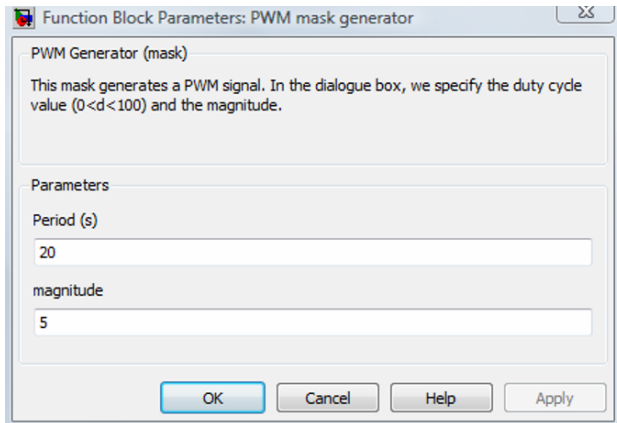 Function Block Parameters: PWM mask generator
PWM Generator (mask)
This mask generates a PWM signal. In the dialogue box, we specify the duty cycle
value (0<d<100) and the magnitude.
Parameters
Period (s)
20
magnitude
5
OK Cancel Help Apply